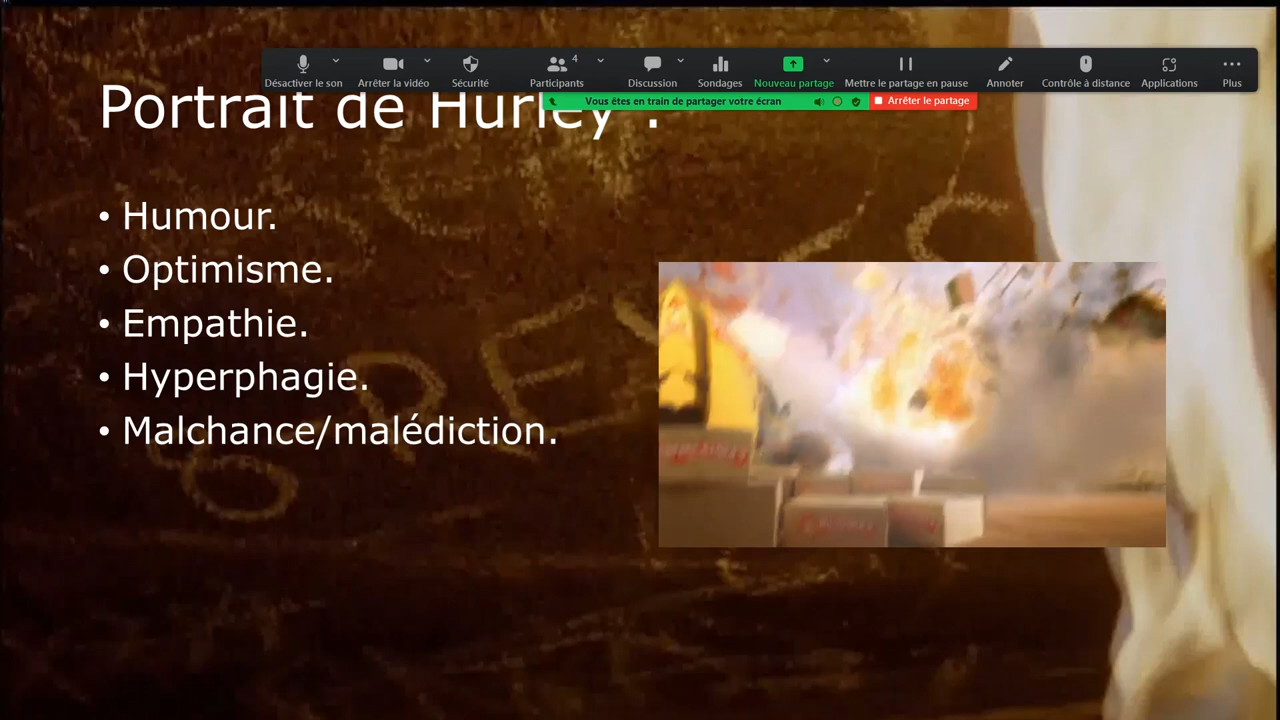 4
Désactiver le son Arrêter la vidéo Sécurité Participants Discussion Sondages Nouveau partage Mettre le partage en pause Annoter Contrôle à distance Applications Plus
Vous êtes en train de partager votre écran Arrêter le partage
Portrait de Hurley :
• Humour.
• Optimisme.
• Empathie.
• Hyperphagie.
• Malchance/malédiction.